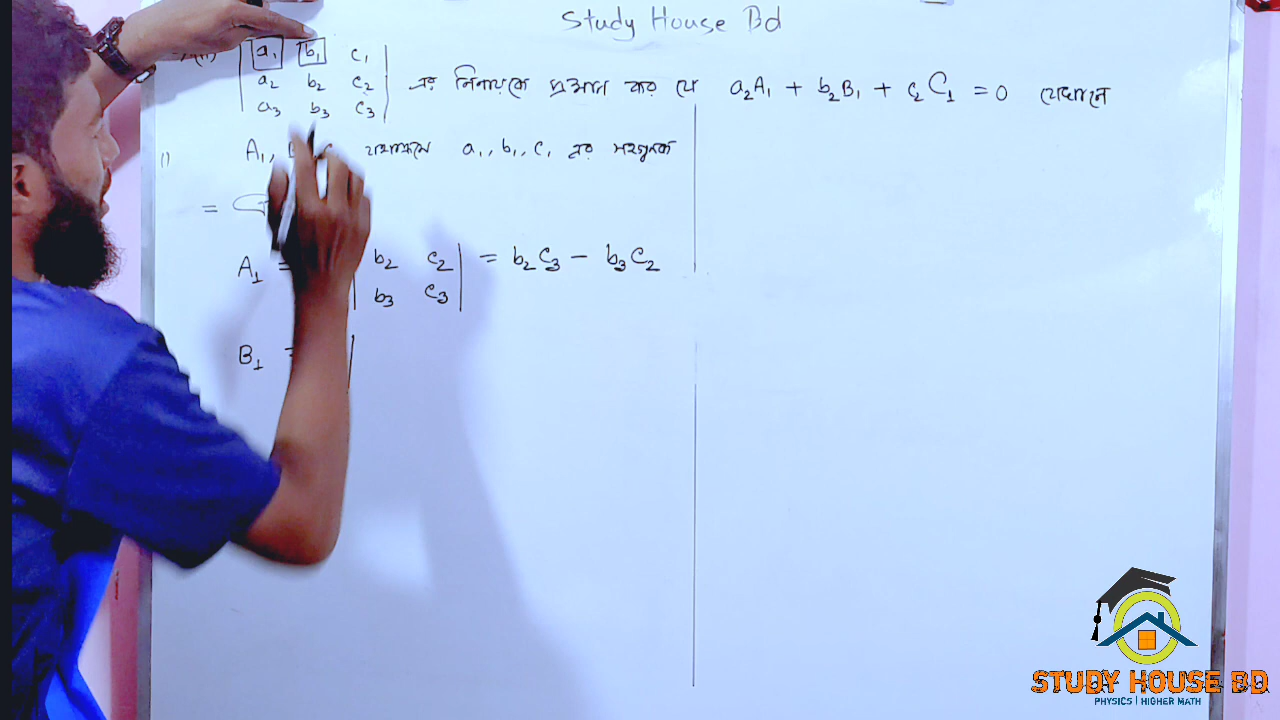 Study House Bd
a₁ b₁ c₁
a₂ b₂ c₂ এর নির্ণায়কে প্রমাণ কর যে a₂A₁ + b₂B₁ + c₂C₁ = 0 যেখানে
a₃ b₃ c₃
A₁, যথাক্রমে a₁, b₁, c₁ এর সহগুণক
=
A₁ = b₂ c₂ = b₂c₃ - b₃c₂
b₃ c₃
B₁ =
STUDY HOUSE BD
PHYSICS | HIGHER MATH